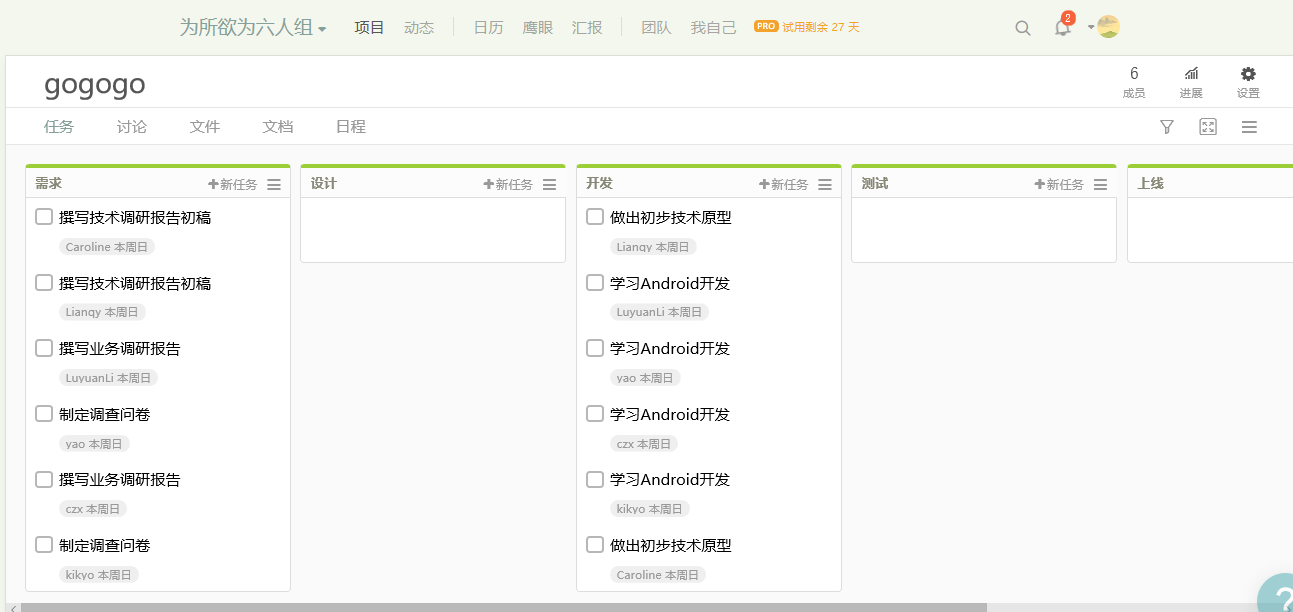 为所欲为六人组 项目 动态 日历 鹰眼 汇报 团队 我自己 PRO 试用剩余 27 天 2
gogogo
6 成员 进展 设置
任务 讨论 文件 文档 日程
需求 +新任务
撰写技术调研报告初稿
Caroline 本周日
撰写技术调研报告初稿
Lianqy 本周日
撰写业务调研报告
LuyuanLi 本周日
制定调查问卷
yao 本周日
撰写业务调研报告
czx 本周日
制定调查问卷
kikyo 本周日
设计 +新任务
开发 +新任务
做出初步技术原型
Lianqy 本周日
学习Android开发
LuyuanLi 本周日
学习Android开发
yao 本周日
学习Android开发
czx 本周日
学习Android开发
kikyo 本周日
做出初步技术原型
Caroline 本周日
测试 +新任务
上线
?